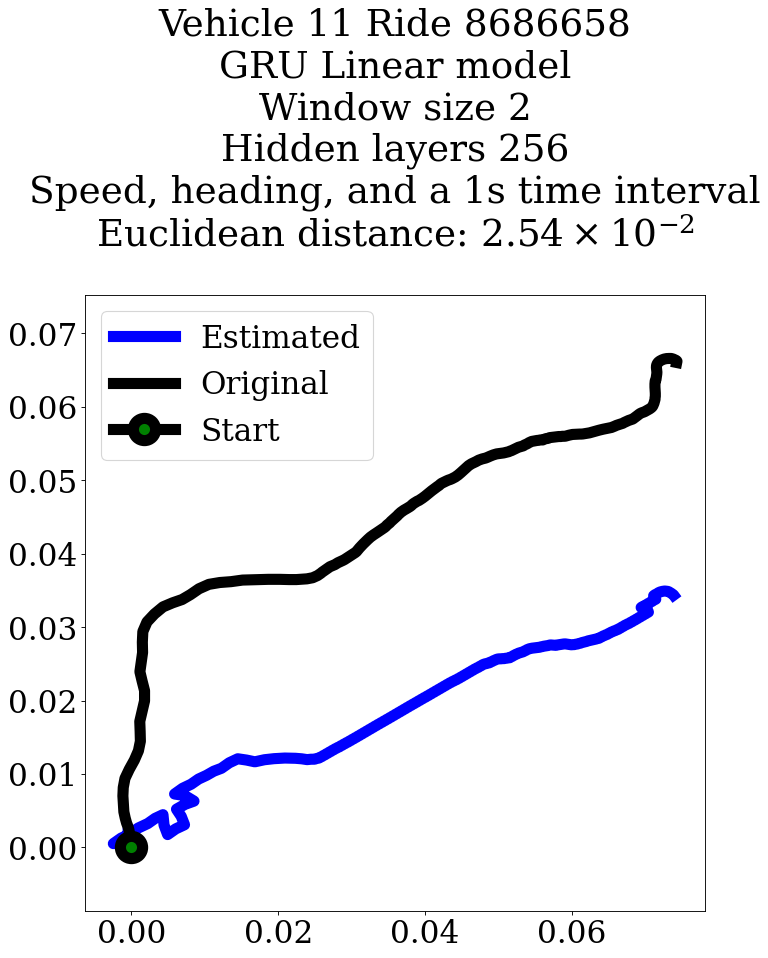 Vehicle 11 Ride 8686658
GRU Linear model
Window size 2
Hidden layers 256
Speed, heading, and a 1s time interval
Euclidean distance: 2.54 × 10⁻²
Estimated
Original
Start
0.07
0.06
0.05
0.04
0.03
0.02
0.01
0.00
0.00 0.02 0.04 0.06